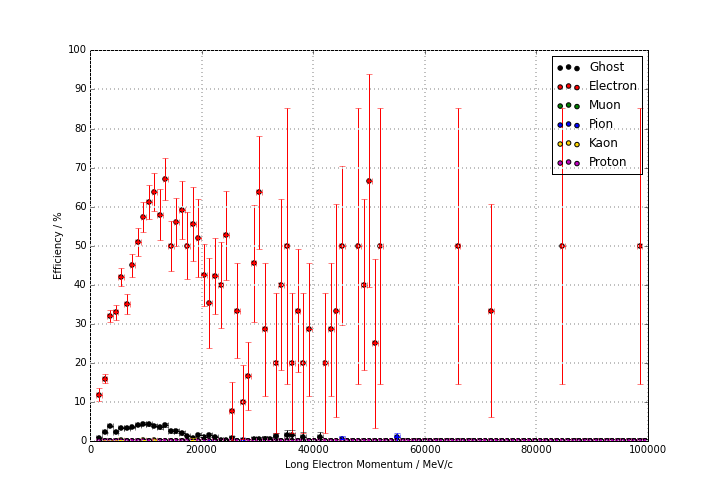 100
90
80
70
60
50
40
30
20
10
0
Efficiency / %
Ghost
Electron
Muon
Pion
Kaon
Proton
0
20000
40000
60000
80000
100000
Long Electron Momentum / MeV/c